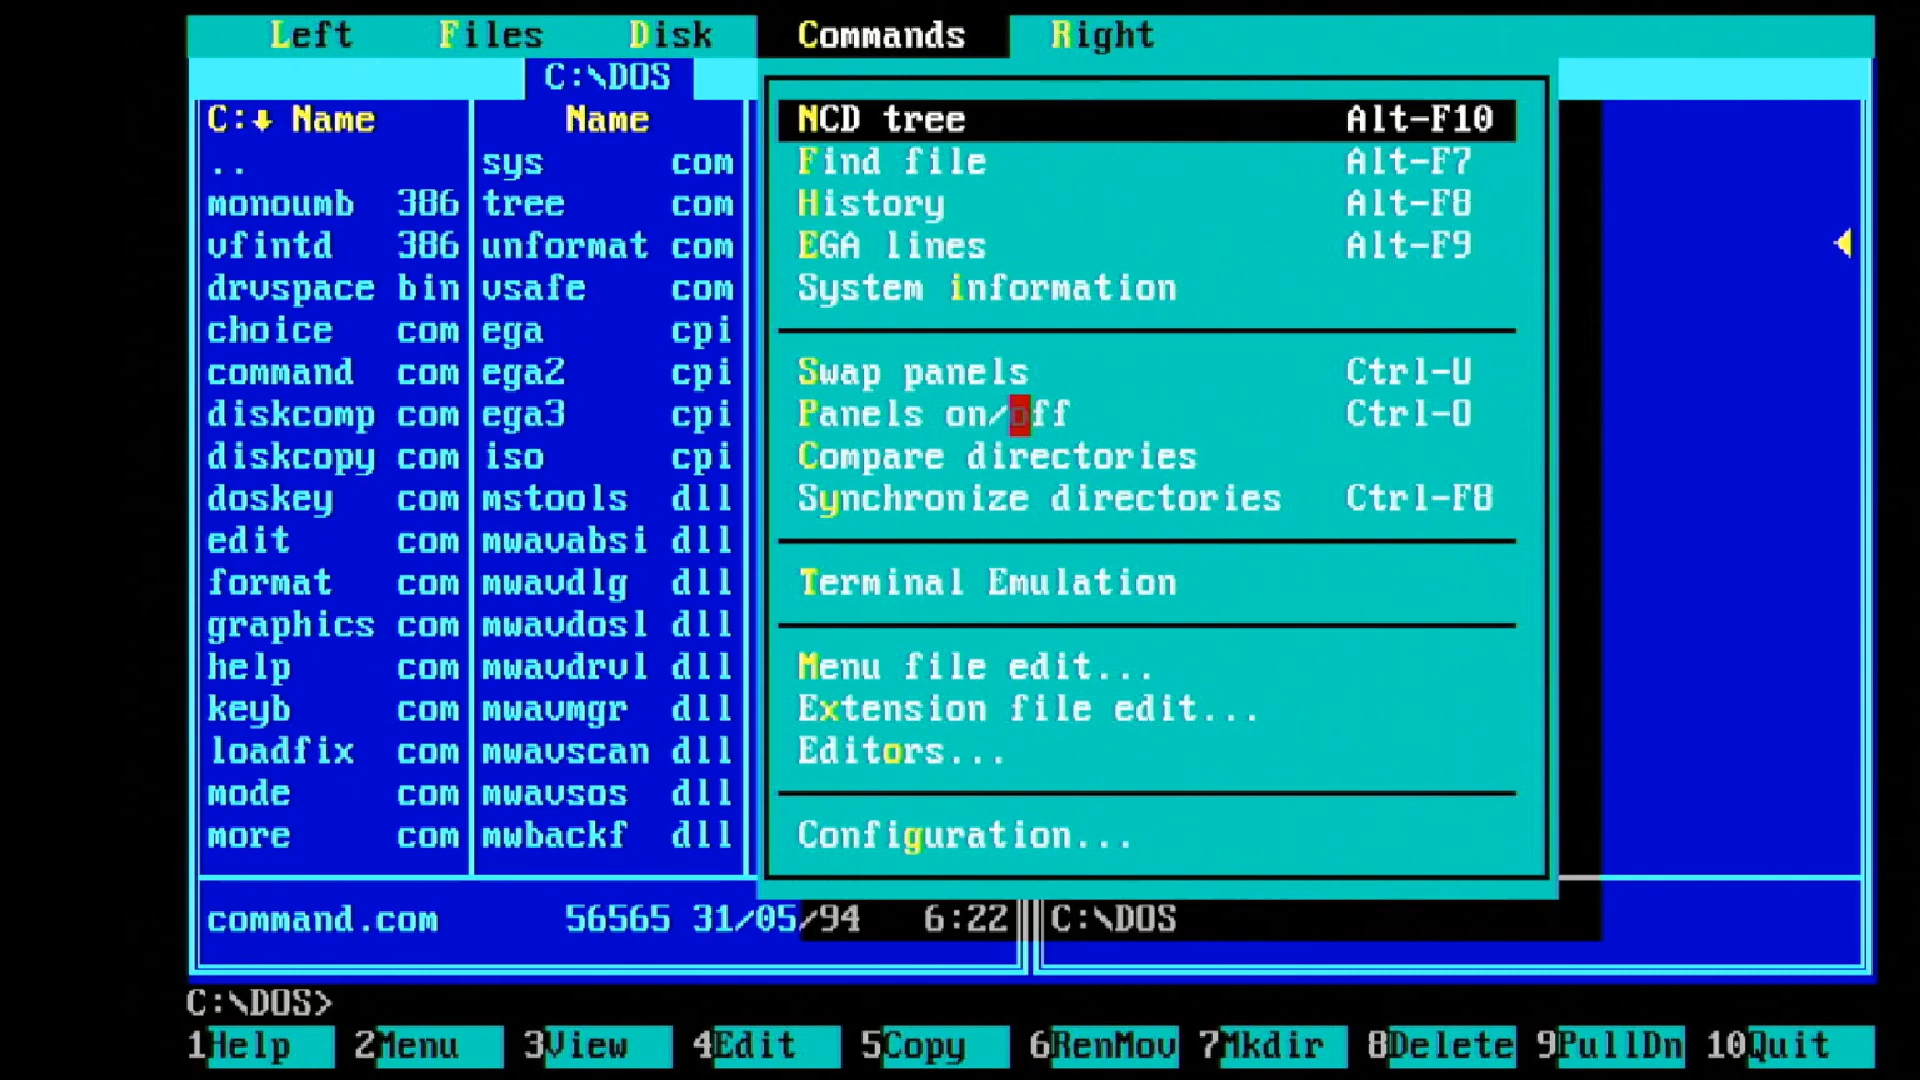 Left Files Disk Commands Right
C:\DOS
C:↓ Name Name
..
sys com
monoumb 386 tree com
vfintd 386 unformat com
drvspace bin vsafe com
choice com ega cpi
command com ega2 cpi
diskcomp com ega3 cpi
diskcopy com iso cpi
doskey com mstools dll
edit com mwavabsi dll
format com mwavdlg dll
graphics com mwavdosl dll
help com mwavdrvl dll
keyb com mwavmgr dll
loadfix com mwavscan dll
mode com mwavsos dll
more com mwbackf dll
NCD tree Alt-F10
Find file Alt-F7
History Alt-F8
EGA lines Alt-F9
System information
Swap panels Ctrl-U
Panels on/off Ctrl-O
Compare directories
Synchronize directories Ctrl-F8
Terminal Emulation
Menu file edit...
Extension file edit...
Editors...
Configuration...
command.com 56565 31/05/94 6:22 C:\DOS
C:\DOS>
1Help 2Menu 3View 4Edit 5Copy 6RenMov 7Mkdir 8Delete 9PullDn 10Quit